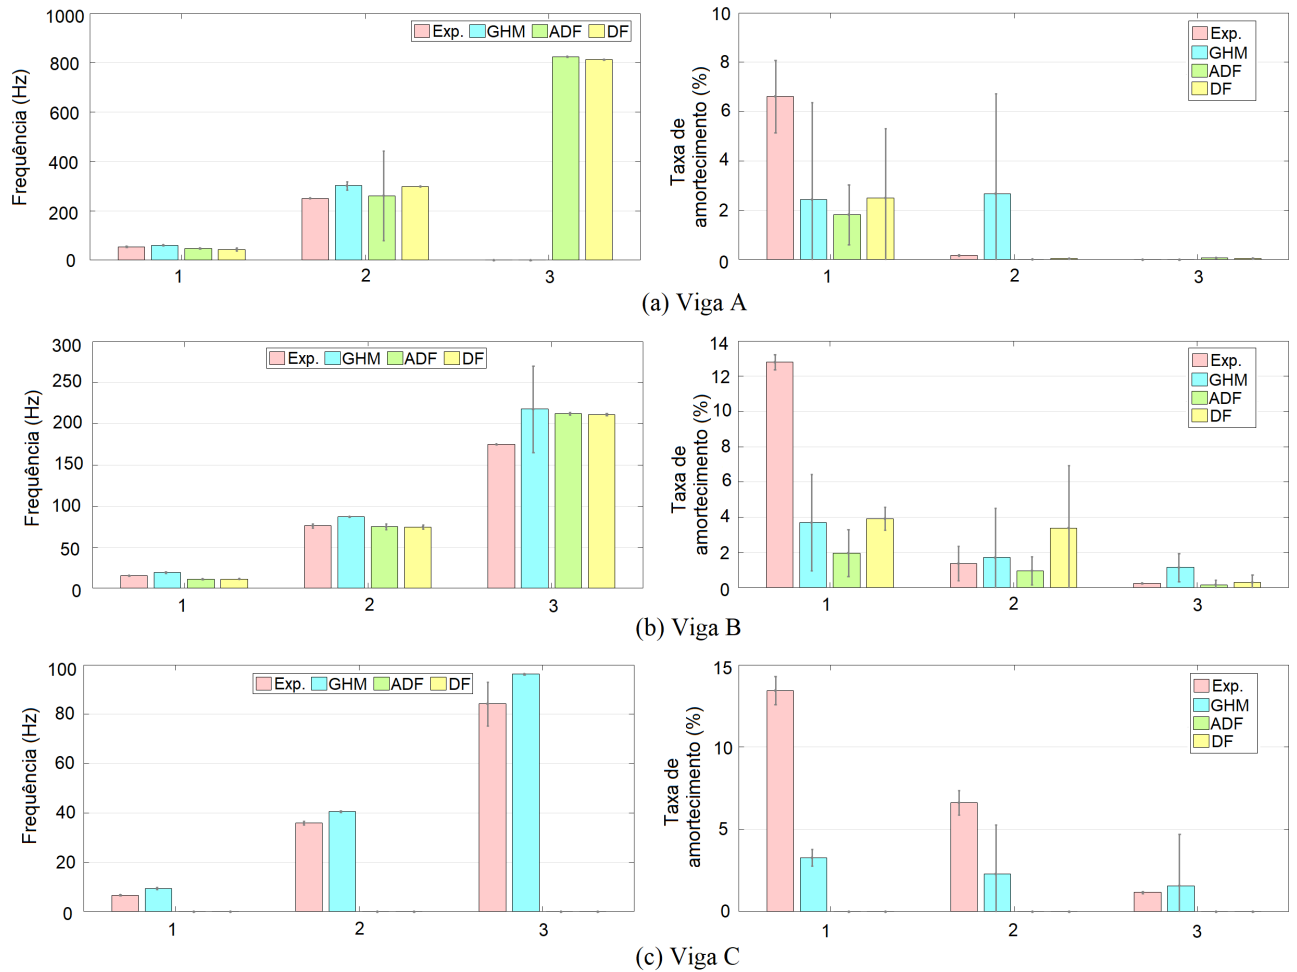 1000
800
600
400
200
0
Frequência (Hz)
Exp. GHM ADF DF
1 2 3
10
8
6
4
2
0
Taxa de
amortecimento (%)
Exp.
GHM
ADF
DF
1 2 3
(a) Viga A
300
250
200
150
100
50
0
Frequência (Hz)
Exp. GHM ADF DF
1 2 3
14
12
10
8
6
4
2
0
Taxa de
amortecimento (%)
Exp.
GHM
ADF
DF
1 2 3
(b) Viga B
100
80
60
40
20
0
Frequência (Hz)
Exp. GHM ADF DF
1 2 3
15
10
5
0
Taxa de
amortecimento (%)
Exp.
GHM
ADF
DF
1 2 3
(c) Viga C